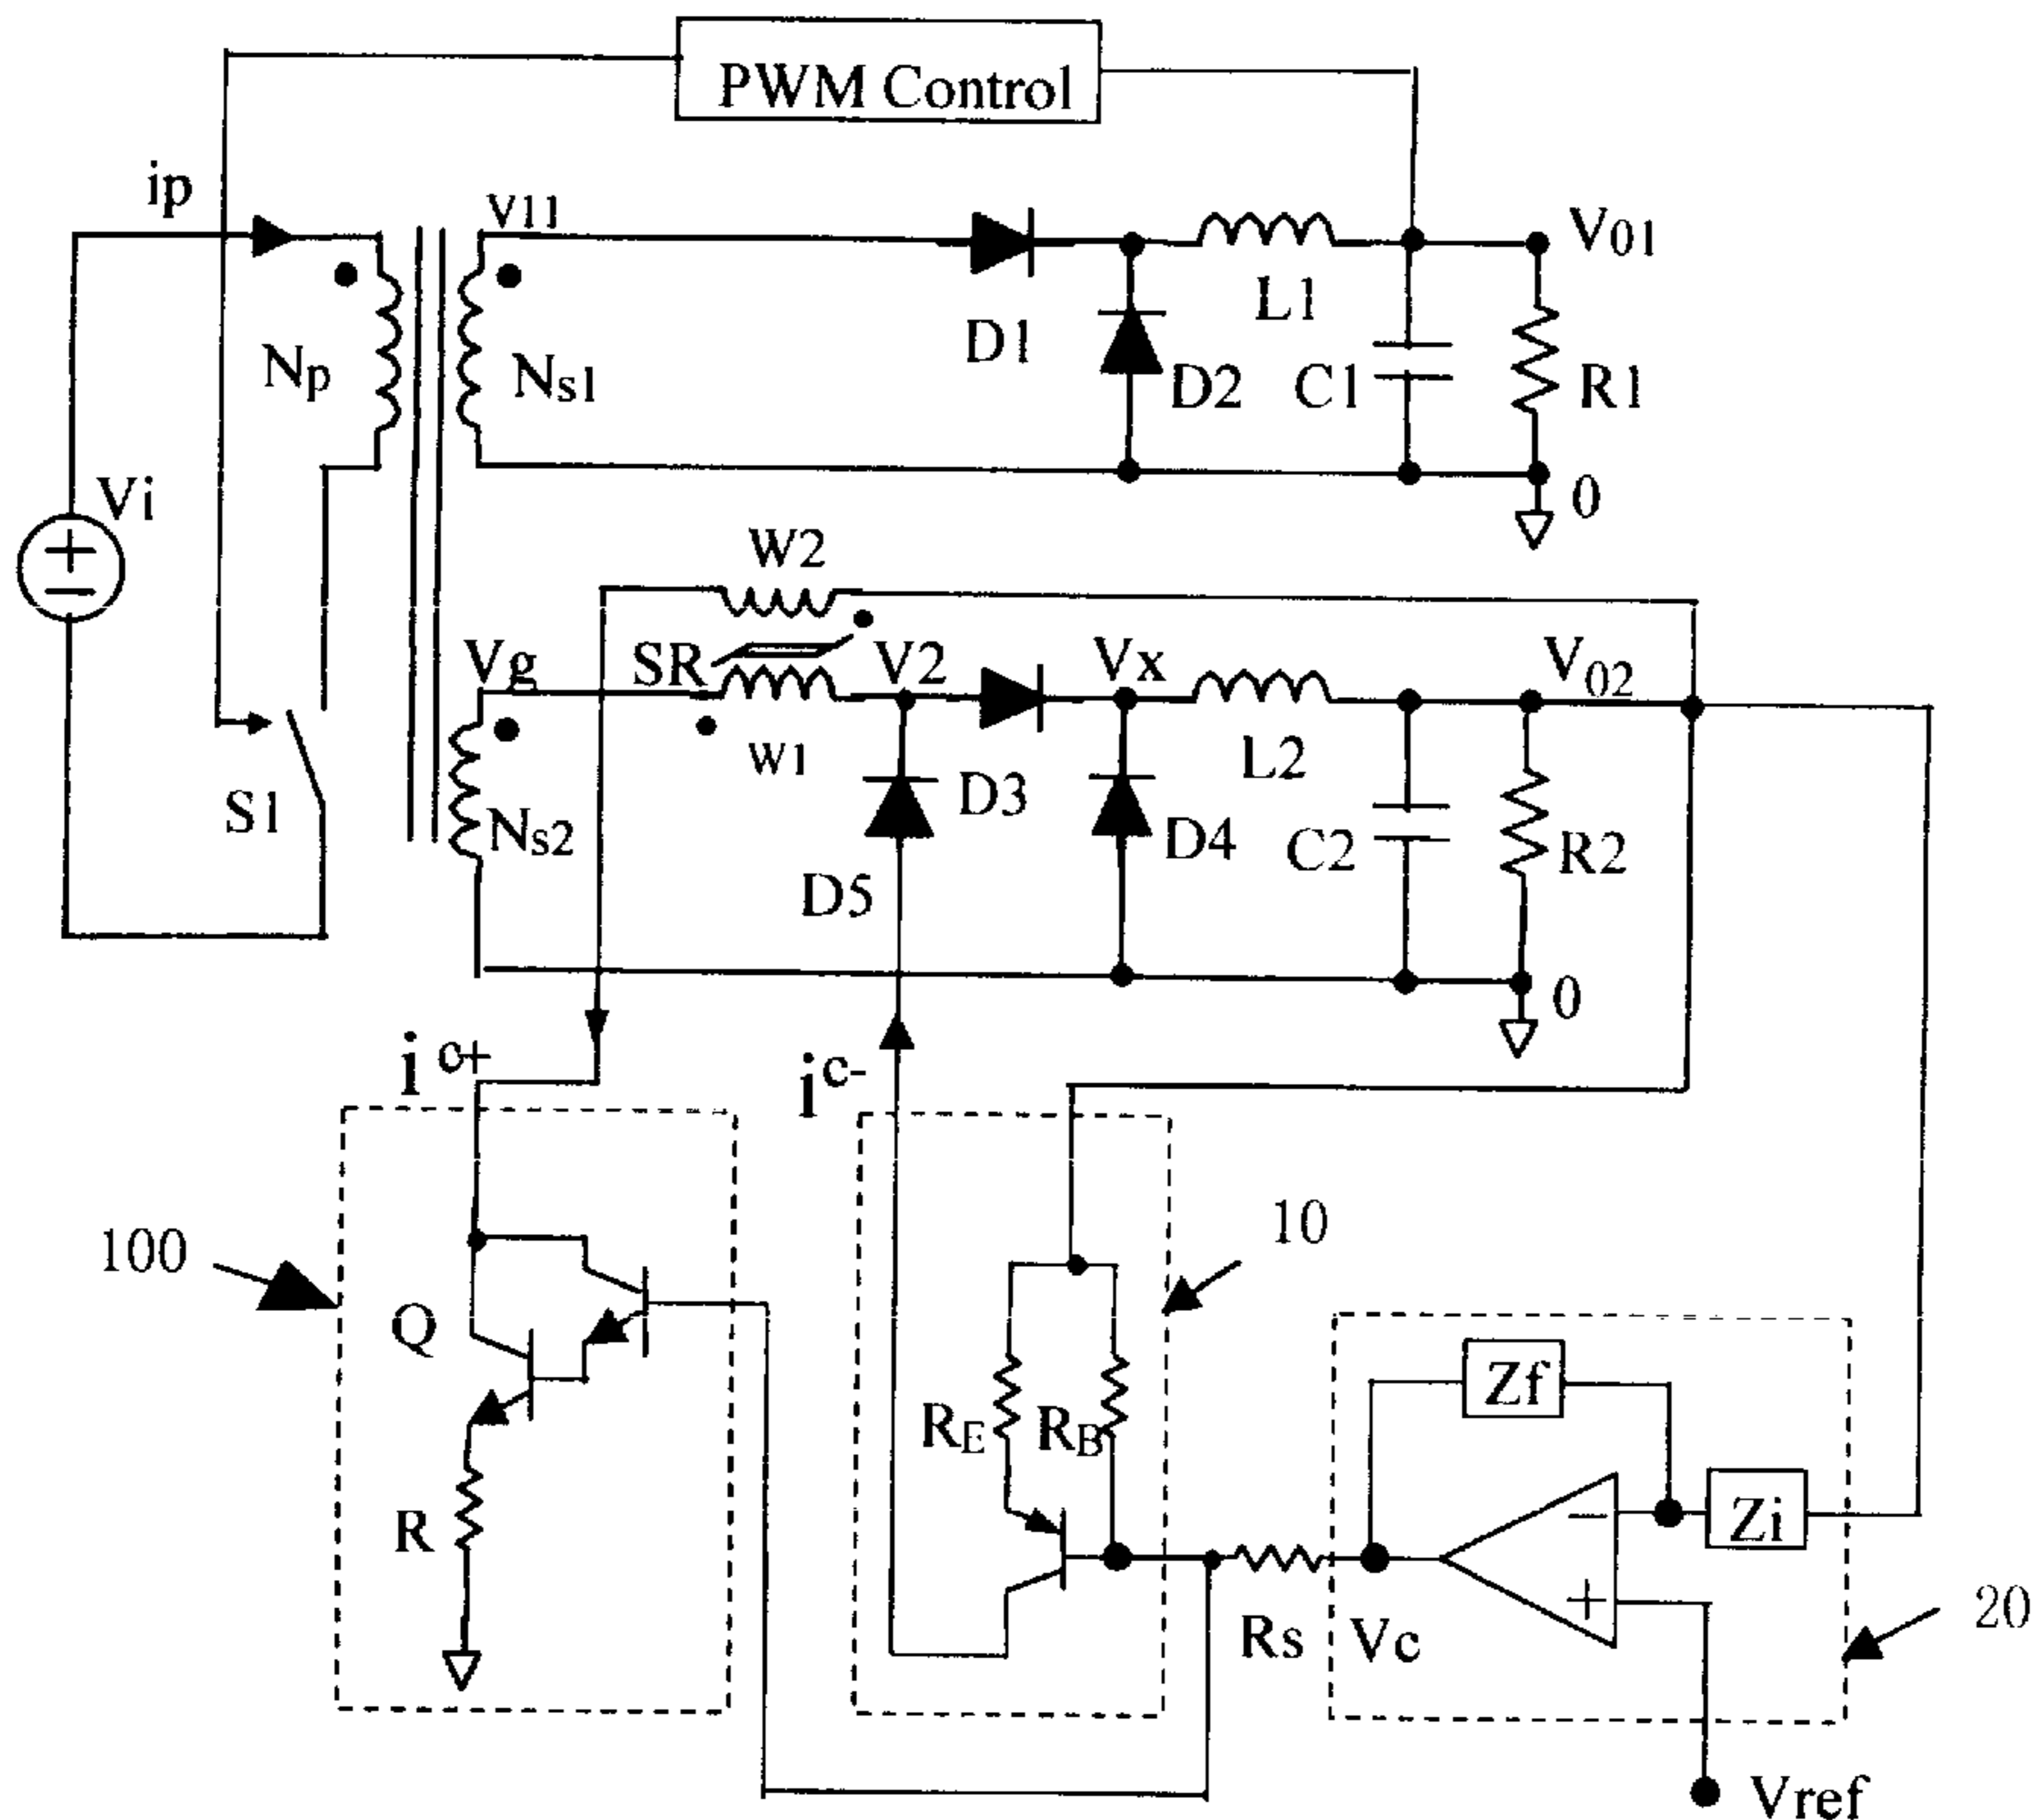 PWM Control
ip
V11
V01
L1
D1
Np
Ns1
D2
C1
R1
Vi
0
W2
Vg
SR
V2
Vx
V02
W1
L2
S1
Ns2
D3
D4
C2
R2
D5
0
ic+
ic-
100
10
Q
Zf
RE
RB
R
Zi
20
Rs
Vc
Vref